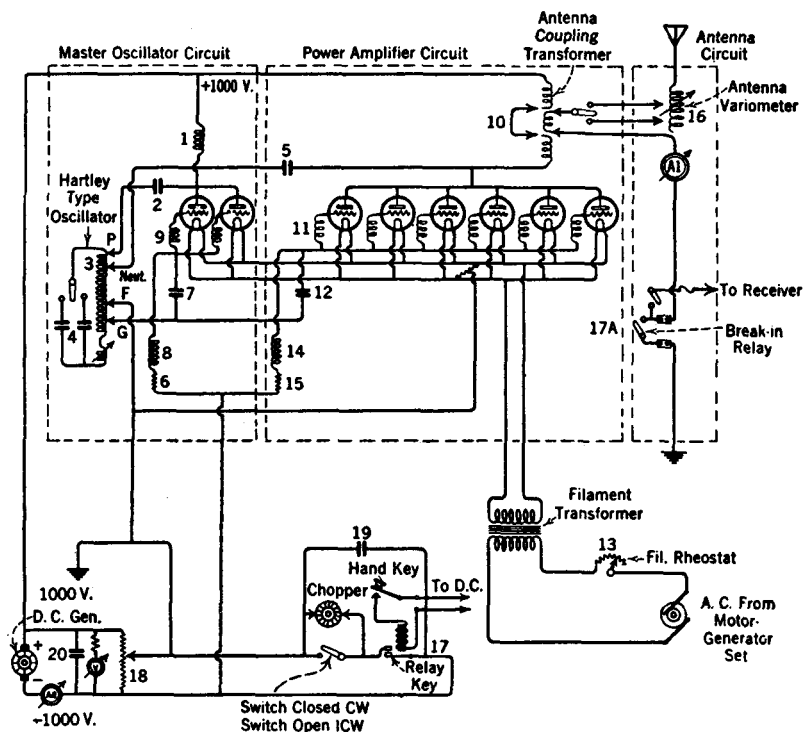 Antenna
Coupling
Transformer
Antenna
Circuit
Master Oscillator Circuit
Power Amplifier Circuit
+1000 V.
Antenna
Variometer
1
10
16
5
A1
Hartley
Type
Oscillator
2
P
9
11
3
Neut.
F
7
12
To Receiver
4
G
17A
Break-in
Relay
8
14
6
15
Filament
Transformer
19
13
Fil. Rheostat
Hand Key
Chopper
To D.C.
1000 V.
D. C. Gen.
A. C. From
Motor-
Generator
Set
+
20
18
17
Relay
Key
−
−1000 V.
Switch Closed CW
Switch Open ICW